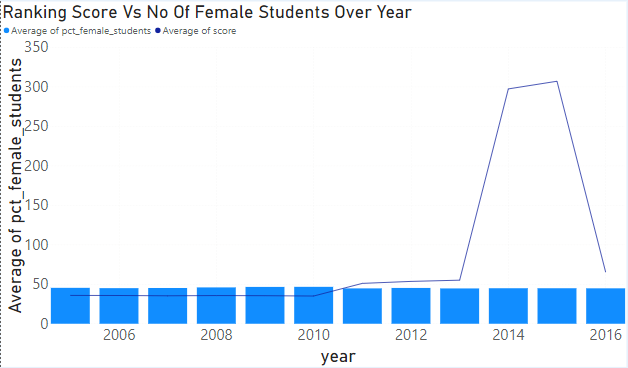 Ranking Score Vs No Of Female Students Over Year
Average of pct_female_students Average of score
Average of pct_female_students
350
300
250
200
150
100
50
0
2006 2008 2010 2012 2014 2016
year